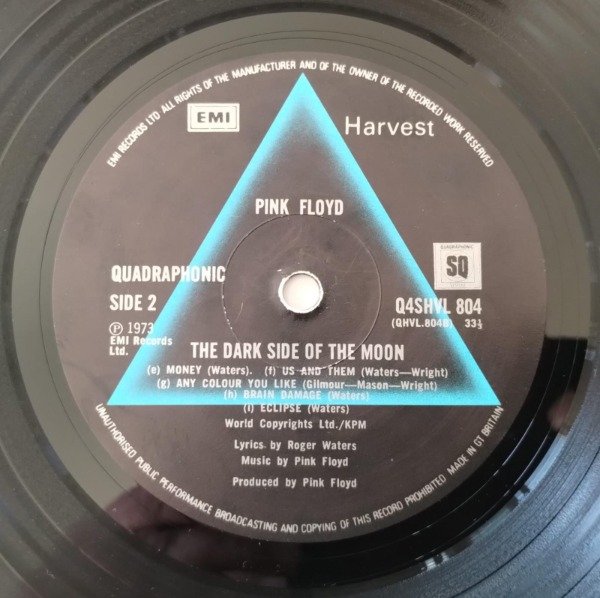 EMI RECORDS LTD ALL RIGHTS OF THE MANUFACTURER AND OF THE OWNER OF THE RECORDED WORK RESERVED
EMI
Harvest
PINK FLOYD
QUADRAPHONIC
SQ
QUADRAPHONIC
SIDE 2
Q4SHVL 804
(QHVL.804B) 33⅓
Ⓟ 1973
EMI Records
Ltd.
THE DARK SIDE OF THE MOON
(e) MONEY (Waters). (f) US AND THEM (Waters—Wright)
(g) ANY COLOUR YOU LIKE (Gilmour—Mason—Wright)
(h) BRAIN DAMAGE (Waters)
(i) ECLIPSE (Waters)
World Copyrights Ltd./KPM
Lyrics by Roger Waters
Music by Pink Floyd
Produced by Pink Floyd
UNAUTHORISED PUBLIC PERFORMANCE BROADCASTING AND COPYING OF THIS RECORD PROHIBITED MADE IN GT BRITAIN